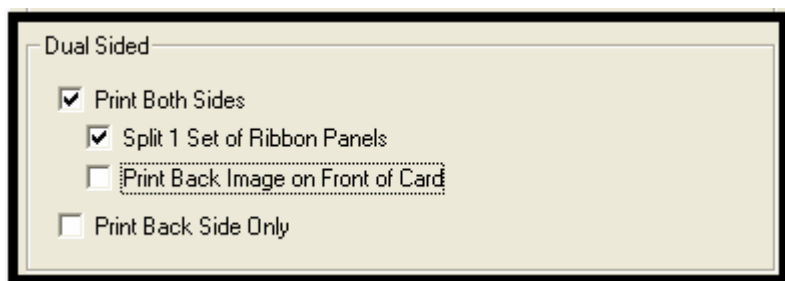 Dual Sided
Print Both Sides
Split 1 Set of Ribbon Panels
Print Back Image on Front of Card
Print Back Side Only